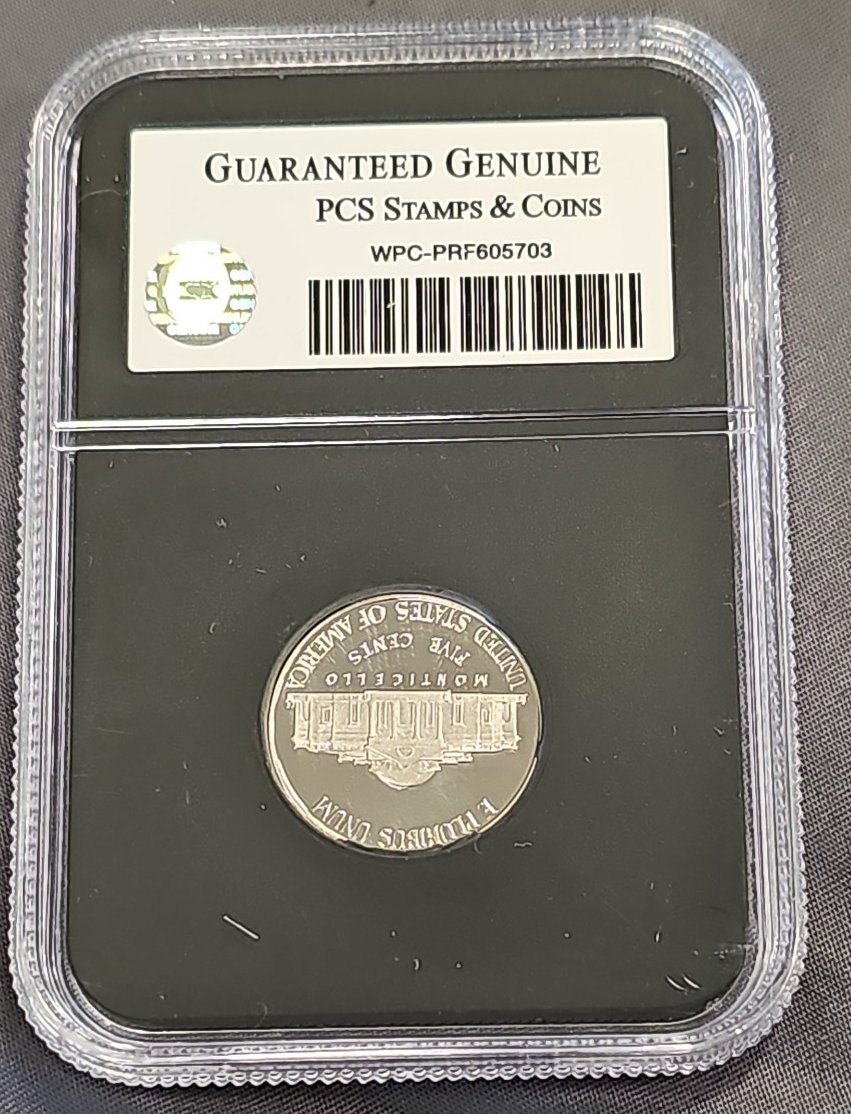 GUARANTEED GENUINE
PCS STAMPS & COINS
WPC-PRF605703
UNITED STATES OF AMERICA
FIVE CENTS
MONTICELLO
E PLURIBUS UNUM